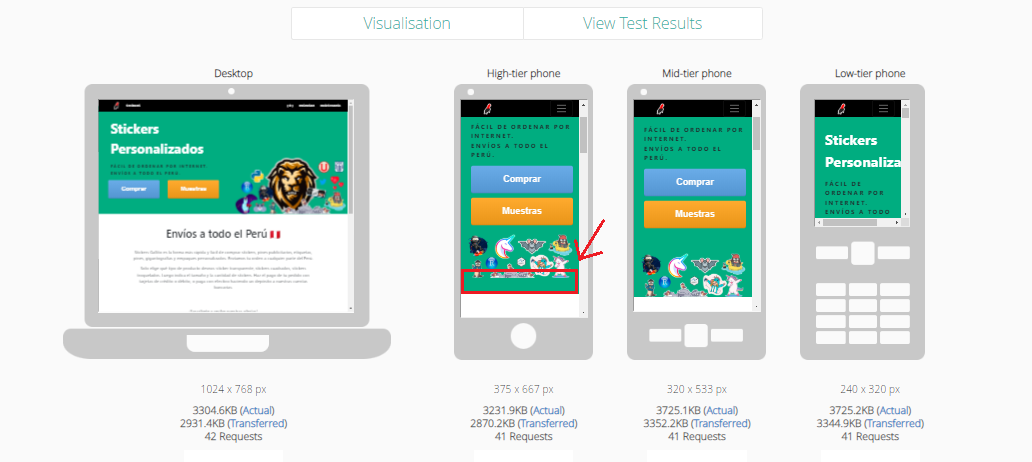 Visualisation
View Test Results
Desktop
High-tier phone
Mid-tier phone
Low-tier phone
Stickers
Personalizados
FÁCIL DE ORDENAR POR INTERNET.
ENVÍOS A TODO EL PERÚ.
Comprar
Muestras
Envíos a todo el Perú
FÁCIL DE ORDENAR POR
INTERNET.
ENVÍOS A TODO EL
PERÚ.
Comprar
Muestras
FÁCIL DE ORDENAR POR
INTERNET.
ENVÍOS A TODO EL
PERÚ.
Comprar
Muestras
Stickers
Personaliza
FÁCIL DE
ORDENAR POR
INTERNET.
ENVÍOS A TODO
1024 x 768 px
375 x 667 px
320 x 533 px
240 x 320 px
3304.6KB (Actual)
2931.4KB (Transferred)
42 Requests
3231.9KB (Actual)
2870.2KB (Transferred)
41 Requests
3725.1KB (Actual)
3352.2KB (Transferred)
41 Requests
3725.2KB (Actual)
3344.9KB (Transferred)
41 Requests